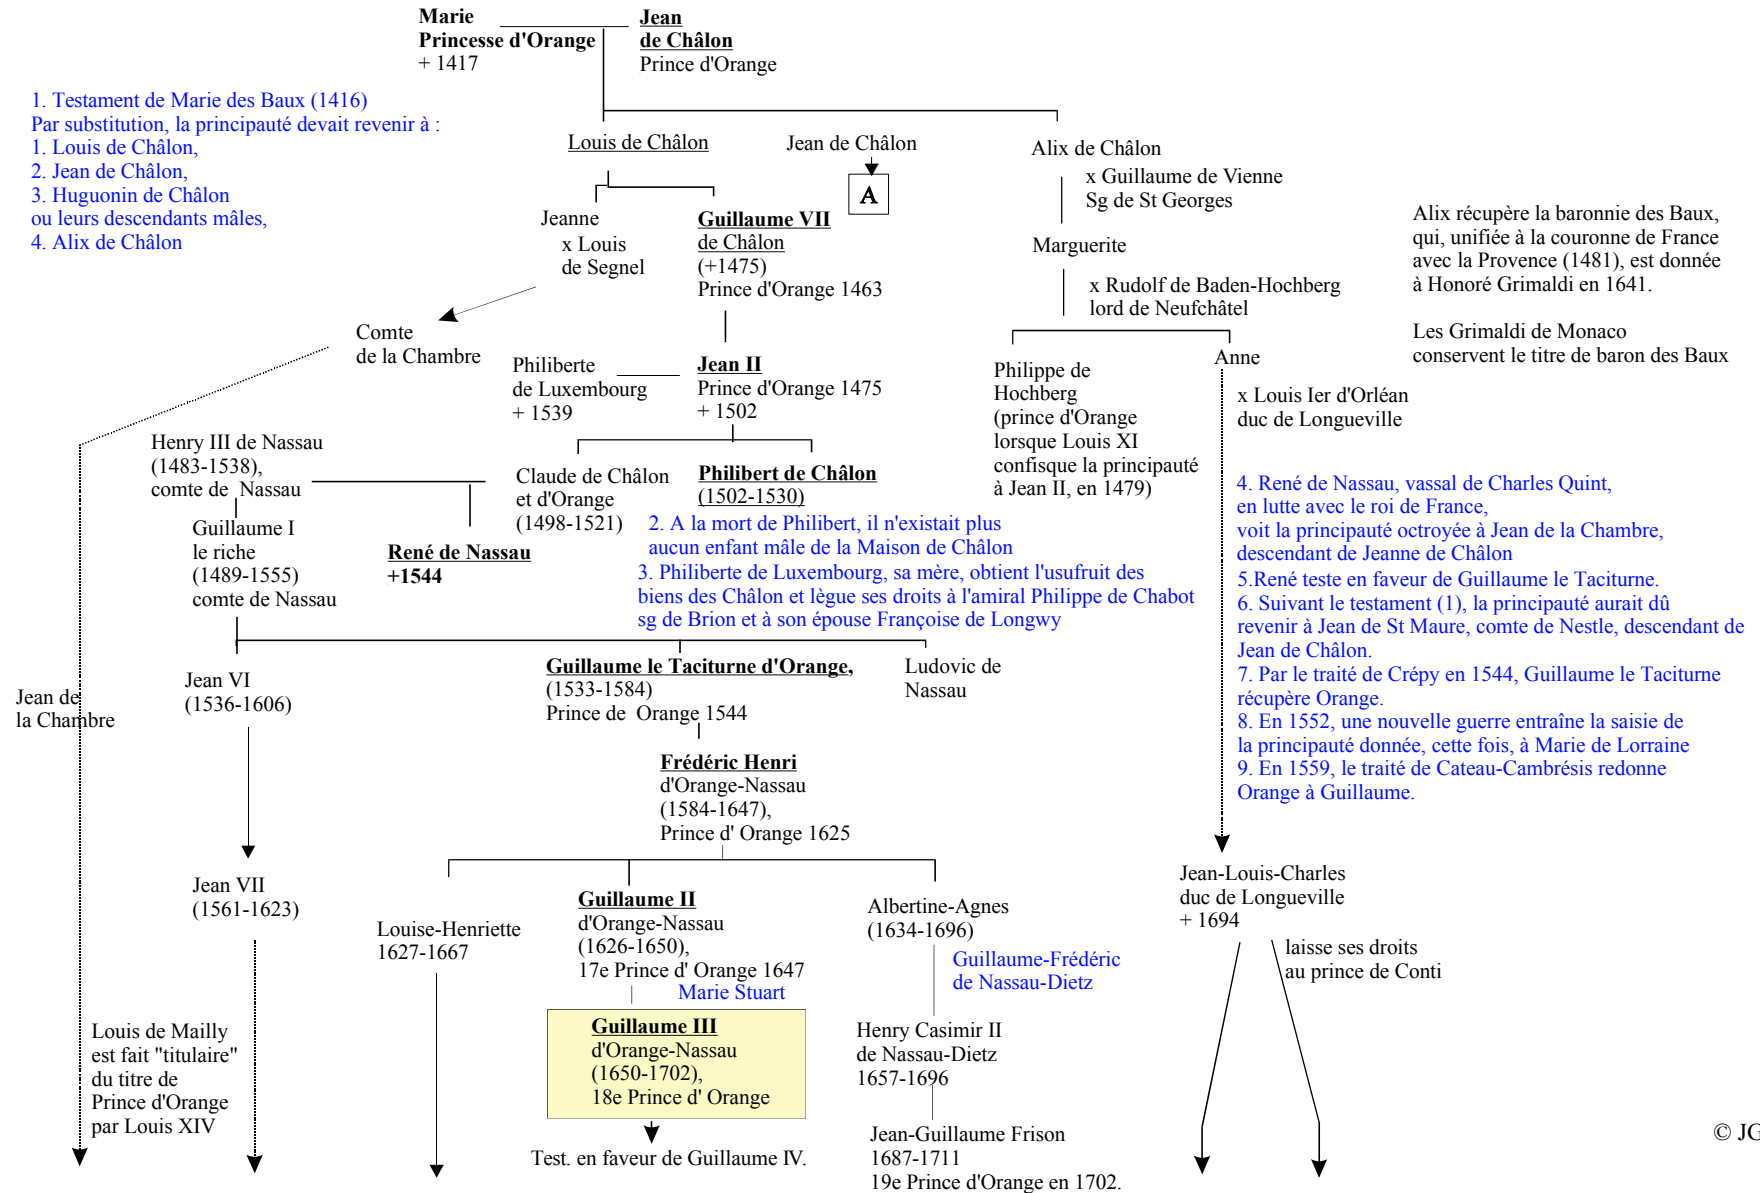 Marie
Princesse d'Orange
+ 1417
Jean
de Châlon
Prince d'Orange
1. Testament de Marie des Baux (1416)
Par substitution, la principauté devait revenir à :
1. Louis de Châlon,
2. Jean de Châlon,
3. Huguonin de Châlon
ou leurs descendants mâles,
4. Alix de Châlon
Louis de Châlon
Jean de Châlon
A
Alix de Châlon
x Guillaume de Vienne
Sg de St Georges
Jeanne
x Louis
de Segnel
Guillaume VII
de Châlon
(+1475)
Prince d'Orange 1463
Marguerite
x Rudolf de Baden-Hochberg
lord de Neufchâtel
Alix récupère la baronnie des Baux,
qui, unifiée à la couronne de France
avec la Provence (1481), est donnée
à Honoré Grimaldi en 1641.
Les Grimaldi de Monaco
conservent le titre de baron des Baux
Comte
de la Chambre
Philiberte
de Luxembourg
+ 1539
Jean II
Prince d'Orange 1475
+ 1502
Philippe de
Hochberg
(prince d'Orange
lorsque Louis XI
confisque la principauté
à Jean II, en 1479)
Anne
x Louis Ier d'Orléan
duc de Longueville
Henry III de Nassau
(1483-1538),
comte de  Nassau
Claude de Châlon
et d'Orange
(1498-1521)
Philibert de Châlon
(1502-1530)
Guillaume I
le riche
(1489-1555)
comte de Nassau
René de Nassau
+1544
2. A la mort de Philibert, il n'existait plus
aucun enfant mâle de la Maison de Châlon
3. Philiberte de Luxembourg, sa mère, obtient l'usufruit des
biens des Châlon et lègue ses droits à l'amiral Philippe de Chabot
sg de Brion et à son épouse Françoise de Longwy
4. René de Nassau, vassal de Charles Quint,
en lutte avec le roi de France,
voit la principauté octroyée à Jean de la Chambre,
descendant de Jeanne de Châlon
5.René teste en faveur de Guillaume le Taciturne.
6. Suivant le testament (1), la principauté aurait dû
revenir à Jean de St Maure, comte de Nestle, descendant de
Jean de Châlon.
7. Par le traité de Crépy en 1544, Guillaume le Taciturne
récupère Orange.
8. En 1552, une nouvelle guerre entraîne la saisie de
la principauté donnée, cette fois, à Marie de Lorraine
9. En 1559, le traité de Cateau-Cambrésis redonne
Orange à Guillaume.
Jean de
la Chambre
Jean VI
(1536-1606)
Guillaume le Taciturne d'Orange,
(1533-1584)
Prince de  Orange 1544
Ludovic de
Nassau
Frédéric Henri
d'Orange-Nassau
(1584-1647),
Prince d' Orange 1625
Jean VII
(1561-1623)
Louise-Henriette
1627-1667
Guillaume II
d'Orange-Nassau
(1626-1650),
17e Prince d' Orange 1647
Marie Stuart
Albertine-Agnes
(1634-1696)
Guillaume-Frédéric
de Nassau-Dietz
Jean-Louis-Charles
duc de Longueville
+ 1694
laisse ses droits
au prince de Conti
Louis de Mailly
est fait "titulaire"
du titre de
Prince d'Orange
par Louis XIV
Guillaume III
d'Orange-Nassau
(1650-1702),
18e Prince d' Orange
Henry Casimir II
de Nassau-Dietz
1657-1696
Test. en faveur de Guillaume IV.
Jean-Guillaume Frison
1687-1711
19e Prince d'Orange en 1702.
© JG